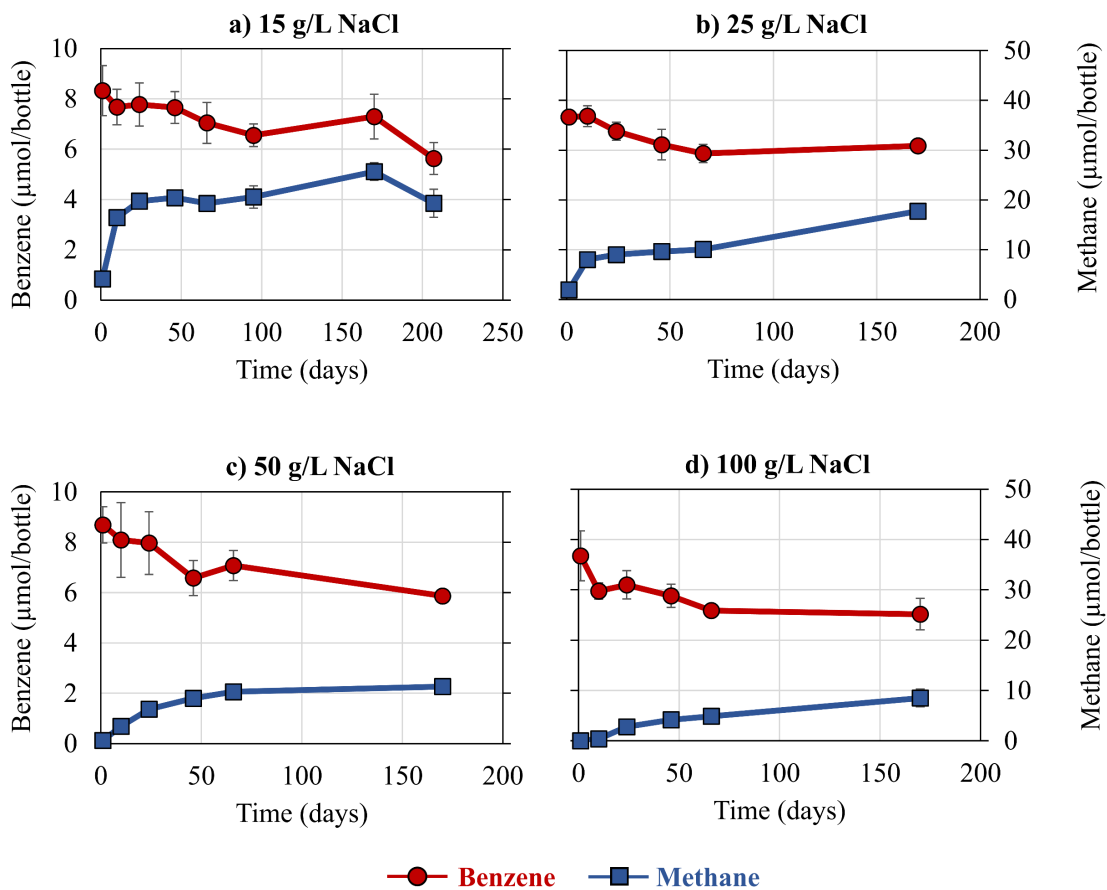 a) 15 g/L NaCl
10
8
6
4
2
0
Benzene (µmol/bottle)
0 50 100 150 200 250
Time (days)
b) 25 g/L NaCl
50
40
30
20
10
0
Methane (µmol/bottle)
0 50 100 150 200
Time (days)
c) 50 g/L NaCl
10
8
6
4
2
0
Benzene (µmol/bottle)
0 50 100 150 200
Time (days)
d) 100 g/L NaCl
50
40
30
20
10
0
Methane (µmol/bottle)
0 50 100 150 200
Time (days)
Benzene Methane